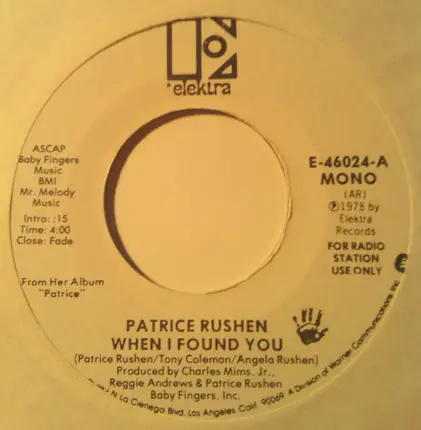 elektra
ASCAP
Baby Fingers
Music
BMI
Mr. Melody
Music
Intro: :15
Time: 4:00
Close: Fade
From Her Album
"Patrice"
E-46024-A
MONO
(AR)
℗1978 by
Elektra
Records
FOR RADIO
STATION
USE ONLY
PATRICE RUSHEN
WHEN I FOUND YOU
(Patrice Rushen/Tony Coleman/Angela Rushen)
Produced by Charles Mims, Jr.,
Reggie Andrews & Patrice Rushen
Baby Fingers, Inc.
N. La Cienega Blvd. Los Angeles, Calif. 90069 A Division of Warner Communications Inc.